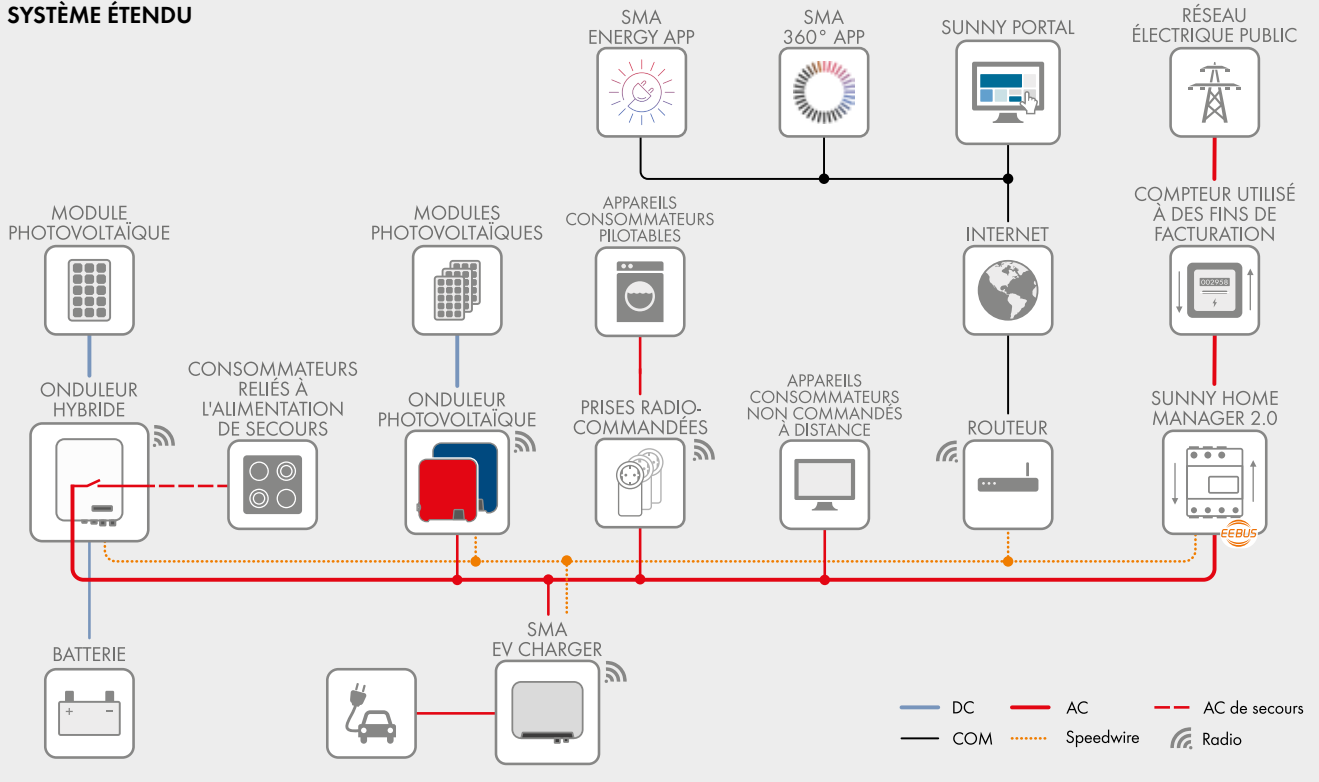 SYSTÈME ÉTENDU
SMA
ENERGY APP
SMA
360° APP
SUNNY PORTAL
RÉSEAU
ÉLECTRIQUE PUBLIC
MODULE
PHOTOVOLTAÏQUE
MODULES
PHOTOVOLTAÏQUES
APPAREILS
CONSOMMATEURS
PILOTABLES
INTERNET
COMPTEUR UTILISÉ
À DES FINS DE
FACTURATION
002958
ONDULEUR
HYBRIDE
CONSOMMATEURS
RELIÉS À
L'ALIMENTATION
DE SECOURS
ONDULEUR
PHOTOVOLTAÏQUE
PRISES RADIO-
COMMANDÉES
APPAREILS
CONSOMMATEURS
NON COMMANDÉS
À DISTANCE
ROUTEUR
SUNNY HOME
MANAGER 2.0
EEBUS
BATTERIE
+ −
SMA
EV CHARGER
DC
AC
AC de secours
COM
Speedwire
Radio